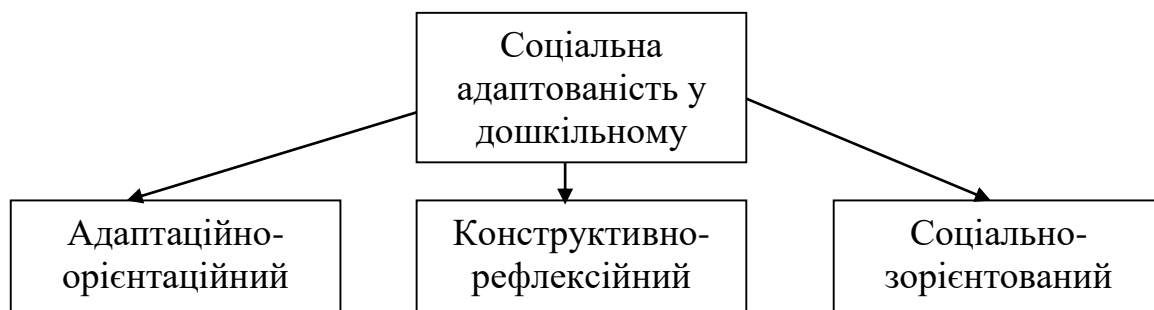 Соціальна
адаптованість у
дошкільному
Адаптаційно-
орієнтаційний
Конструктивно-
рефлексійний
Соціально-
зорієнтований